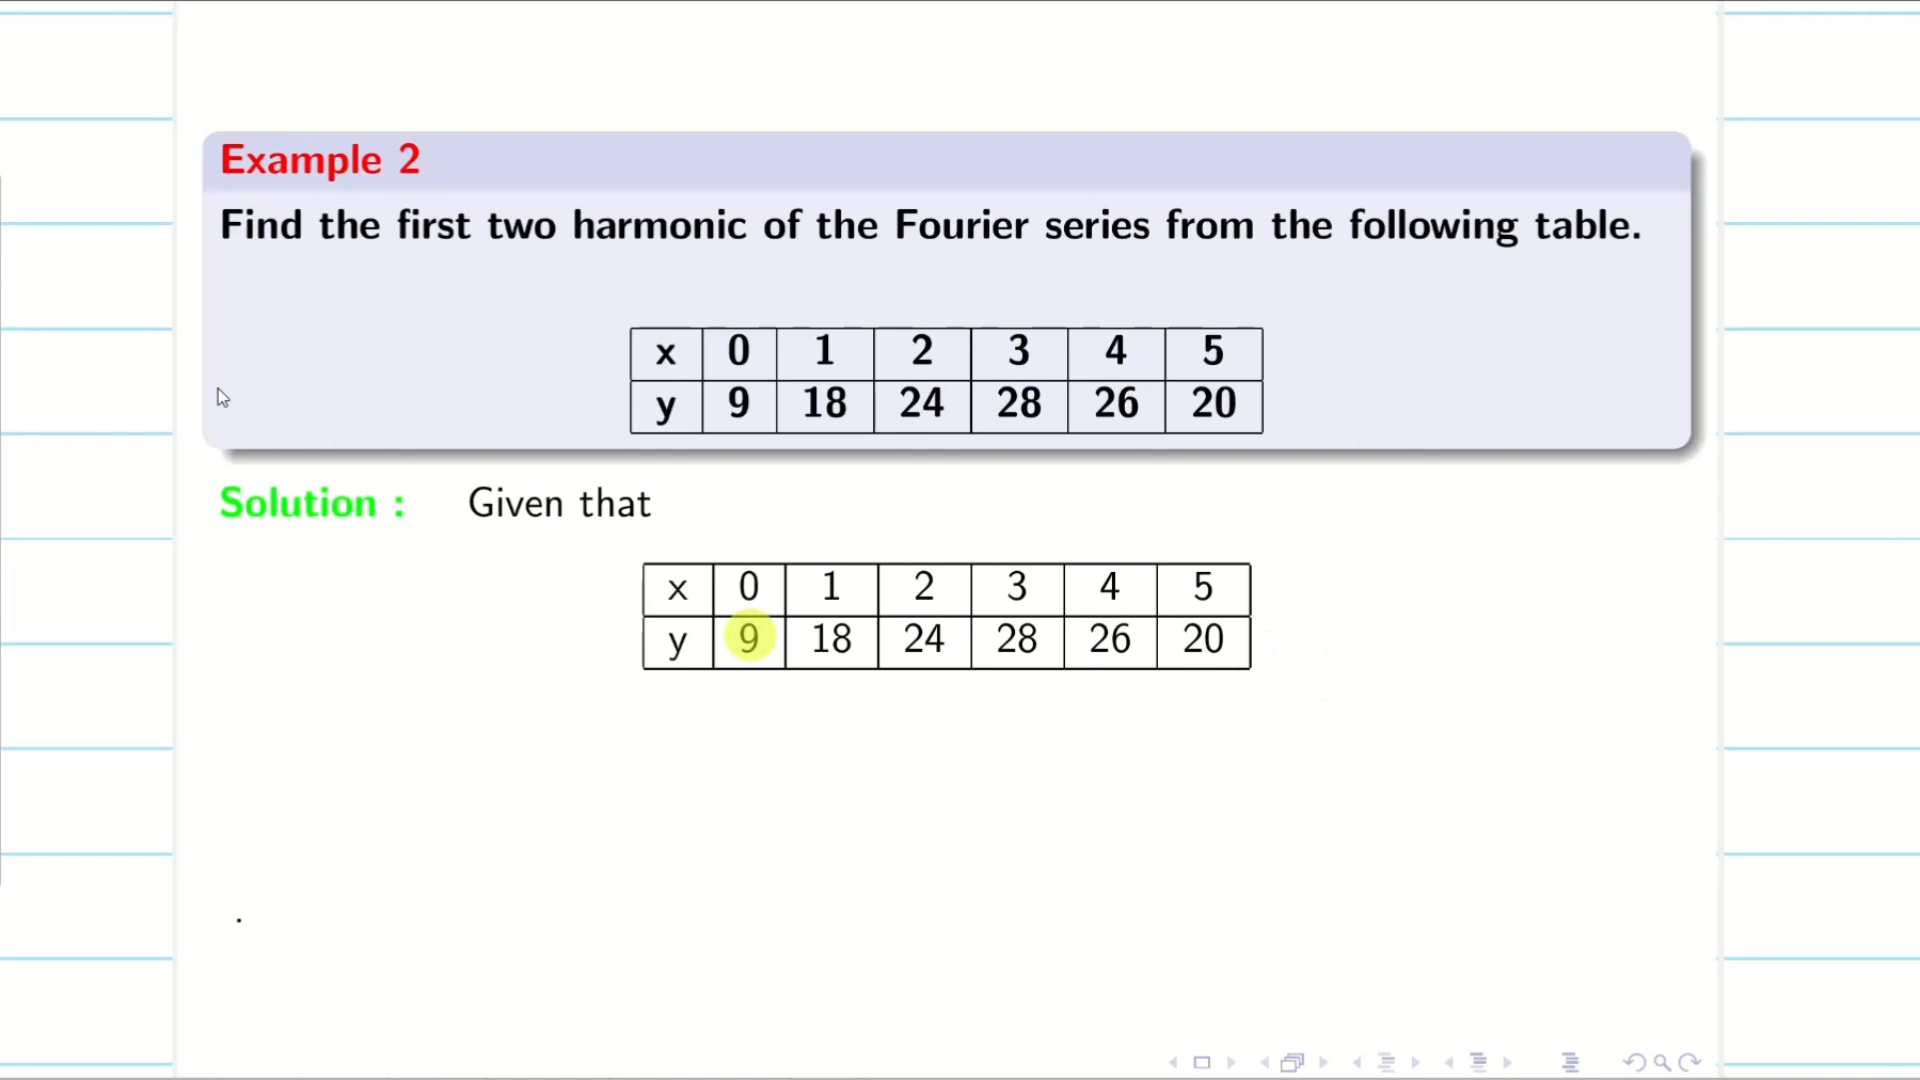 Example 2
Find the first two harmonic of the Fourier series from the following table.
x 0 1 2 3 4 5
y 9 18 24 28 26 20
Solution : Given that
x 0 1 2 3 4 5
y 9 18 24 28 26 20
.